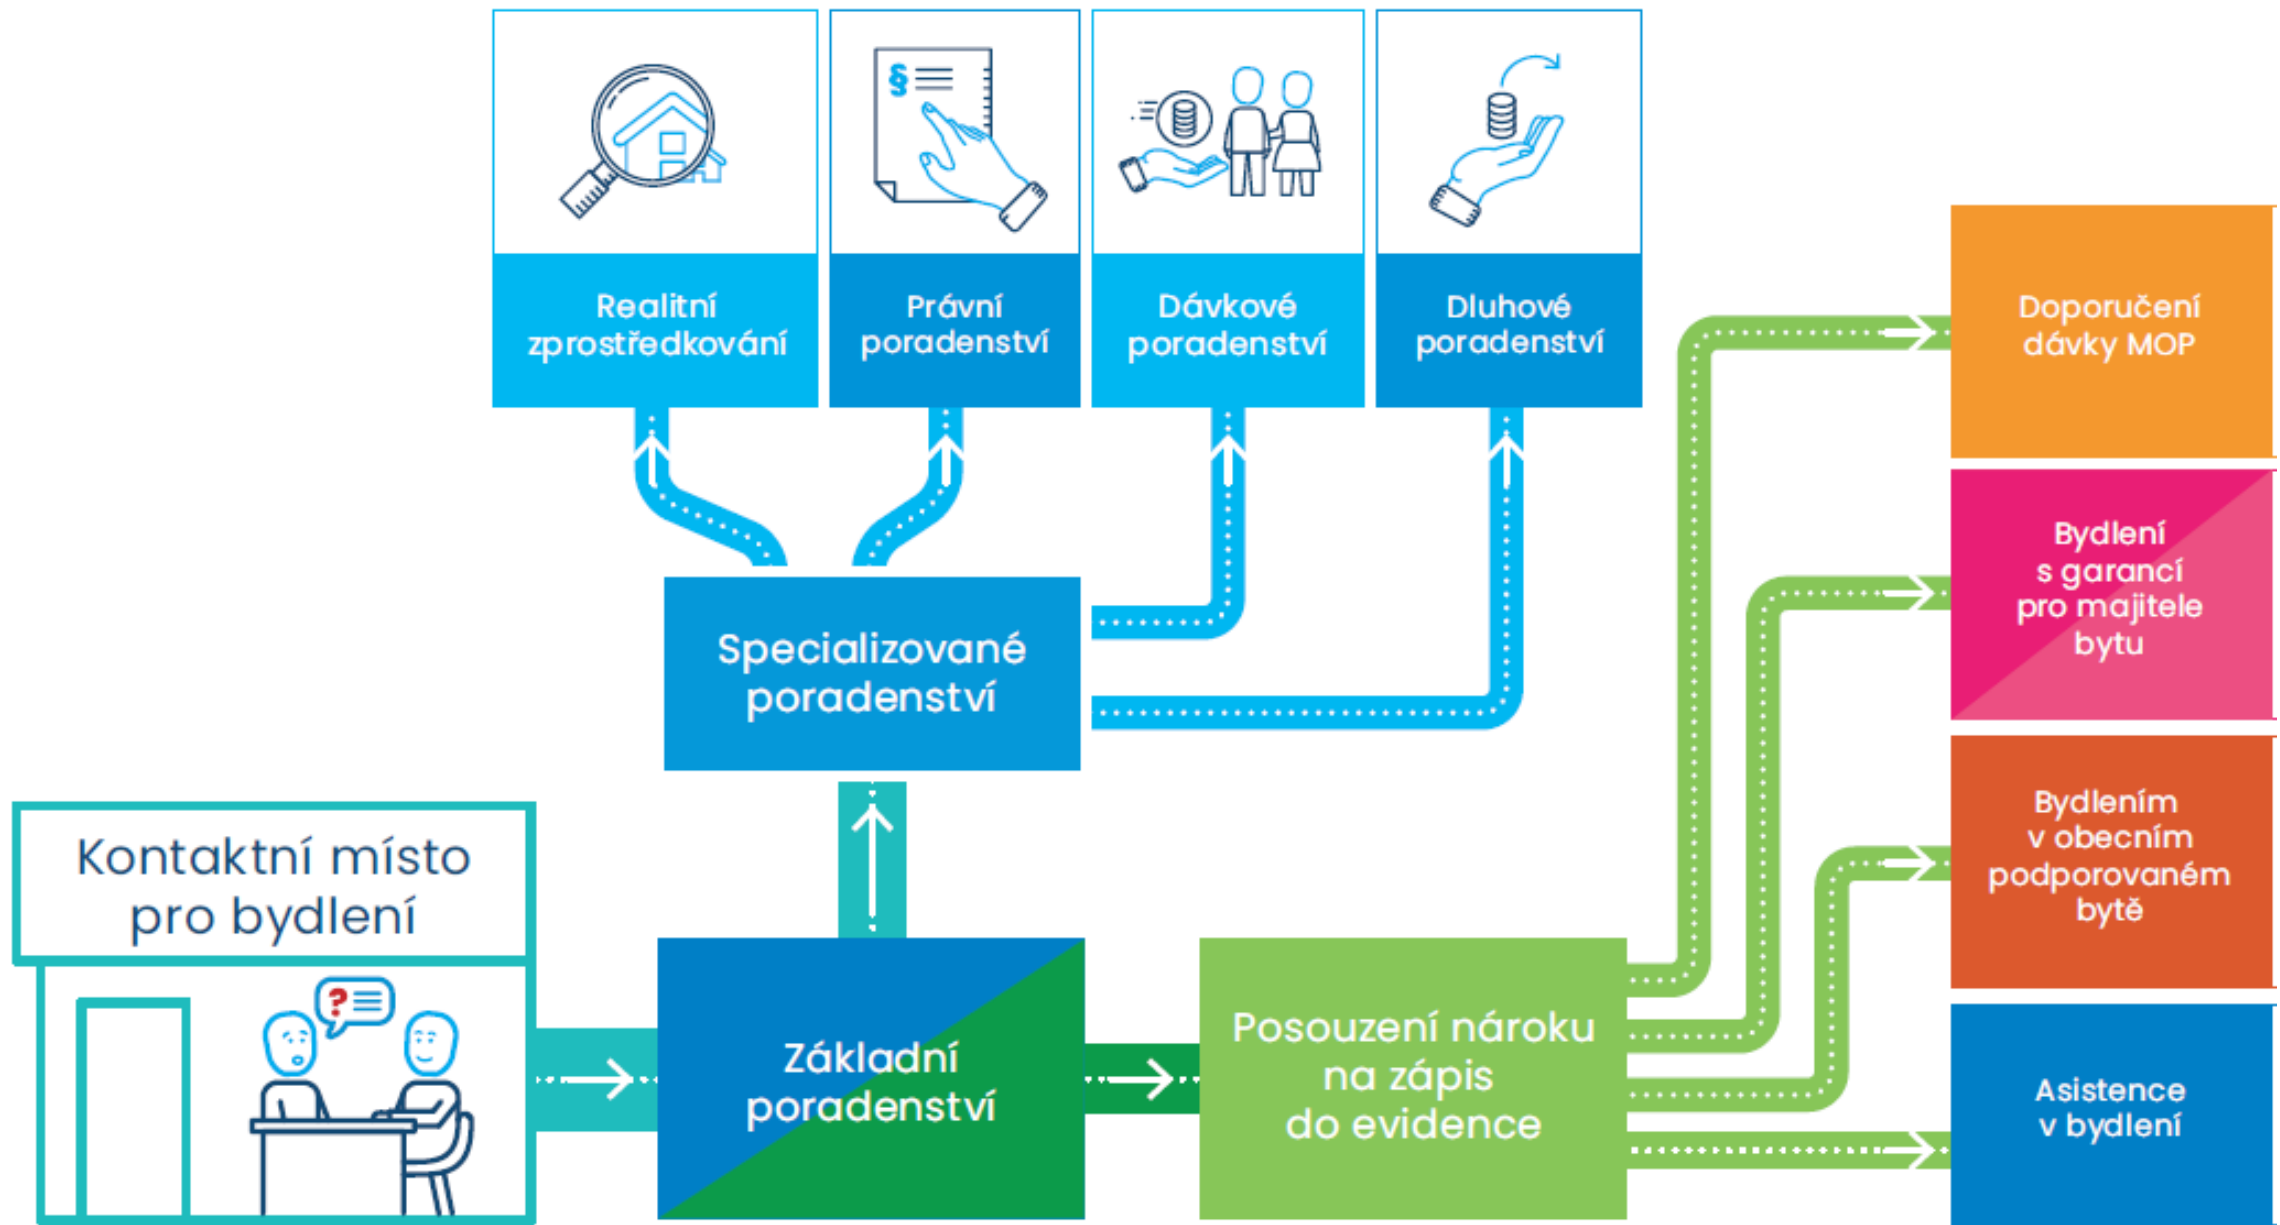 §
Realitní
zprostředkování
Právní
poradenství
Dávkové
poradenství
Dluhové
poradenství
Doporučení
dávky MOP
Bydlení
s garancí
pro majitele
bytu
Specializované
poradenství
Bydlením
v obecním
podporovaném
bytě
Kontaktní místo
pro bydlení
?
Základní
poradenství
Posouzení nároku
na zápis
do evidence
Asistence
v bydlení